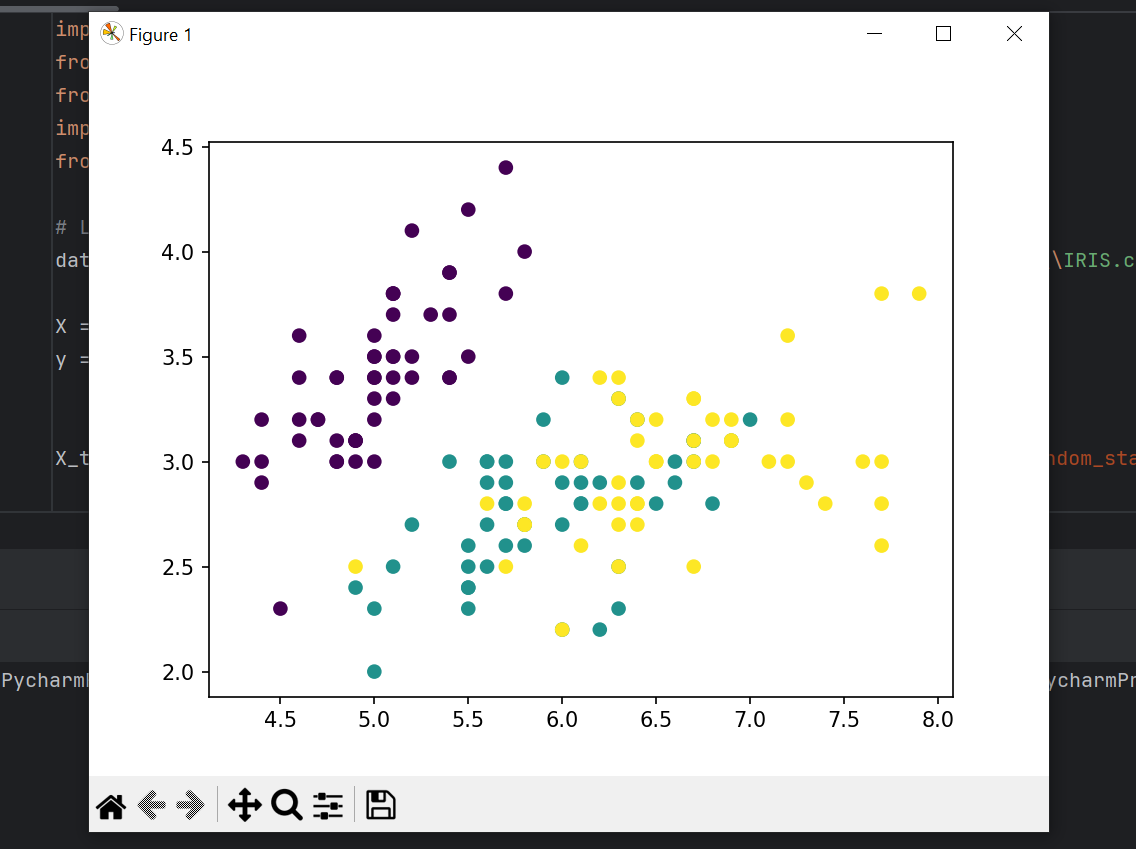 imp
Figure 1
fro
fro
imp
fro
# L
dat
\IRIS.c
X =
y =
X_t
ndom_sta
4.5
4.0
3.5
3.0
2.5
2.0
4.5 5.0 5.5 6.0 6.5 7.0 7.5 8.0
Pycharm
ycharmPr